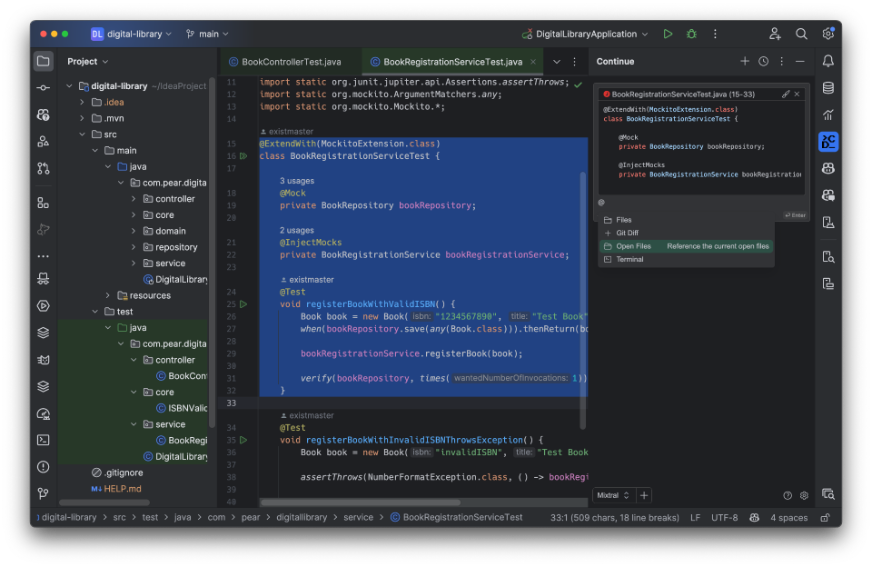 DL digital-library
main
DigitalLibraryApplication
Project
digital-library ~/IdeaProject
.idea
.mvn
src
main
java
com.pear.digita
controller
core
domain
repository
service
DigitalLibrary
resources
test
java
com.pear.digita
controller
BookCont
core
ISBNValid
service
BookRegi
DigitalLibrary
.gitignore
M↓ HELP.md
BookControllerTest.java
BookRegistrationServiceTest.java
11 import static org.junit.jupiter.api.Assertions.assertThrows;
12 import static org.mockito.ArgumentMatchers.any;
13 import static org.mockito.Mockito.*;
14
existmaster
15 @ExtendWith(MockitoExtension.class)
16 class BookRegistrationServiceTest {
17
3 usages
18 @Mock
19 private BookRepository bookRepository;
20
2 usages
21 @InjectMocks
22 private BookRegistrationService bookRegistrationService;
23
existmaster
24 @Test
25 void registerBookWithValidISBN() {
26 Book book = new Book( isbn: "1234567890", title: "Test Book"
27 when(bookRepository.save(any(Book.class))).thenReturn(bo
28
29 bookRegistrationService.registerBook(book);
30
31 verify(bookRepository, times( wantedNumberOfInvocations: 1))
32 }
33
existmaster
34 @Test
35 void registerBookWithInvalidISBNThrowsException() {
36 Book book = new Book( isbn: "invalidISBN", title: "Test Book
37
38 assertThrows(NumberFormatException.class, () -> bookRegi
39
40
Continue
BookRegistrationServiceTest.java (15-33)
@ExtendWith(MockitoExtension.class)
class BookRegistrationServiceTest {
@Mock
private BookRepository bookRepository;
@InjectMocks
private BookRegistrationService bookRegistration
@
Enter
Files
Git Diff
Open Files Reference the current open files
Terminal
Mixtral
digital-library > src > test > java > com > pear > digitallibrary > service > BookRegistrationServiceTest
33:1 (509 chars, 18 line breaks) LF UTF-8 4 spaces